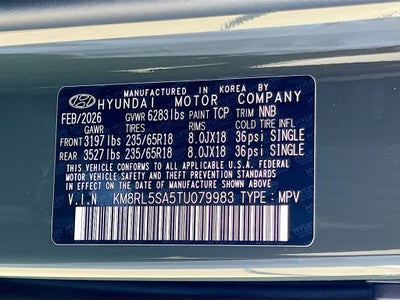 MANUFACTURED IN KOREA BY
HYUNDAI MOTOR COMPANY
FEB/2026 GVWR 6283lbs PAINT TCP TRIM NNB
GAWR TIRES RIMS COLD TIRE INFL
FRONT 3197lbs 235/65R18 8.0JX18 36psi SINGLE
REAR 3527lbs 235/65R18 8.0JX18 36psi SINGLE
THIS VEHICLE CONFORMS TO ALL APPLICABLE U.S.A. FEDERAL
MOTOR VEHICLE SAFETY AND THEFT PREVENTION STANDARDS
IN EFFECT ON THE DATE OF MANUFACTURE SHOWN ABOVE.
V.I.N KM8RL5SA5TU079983 TYPE : MPV